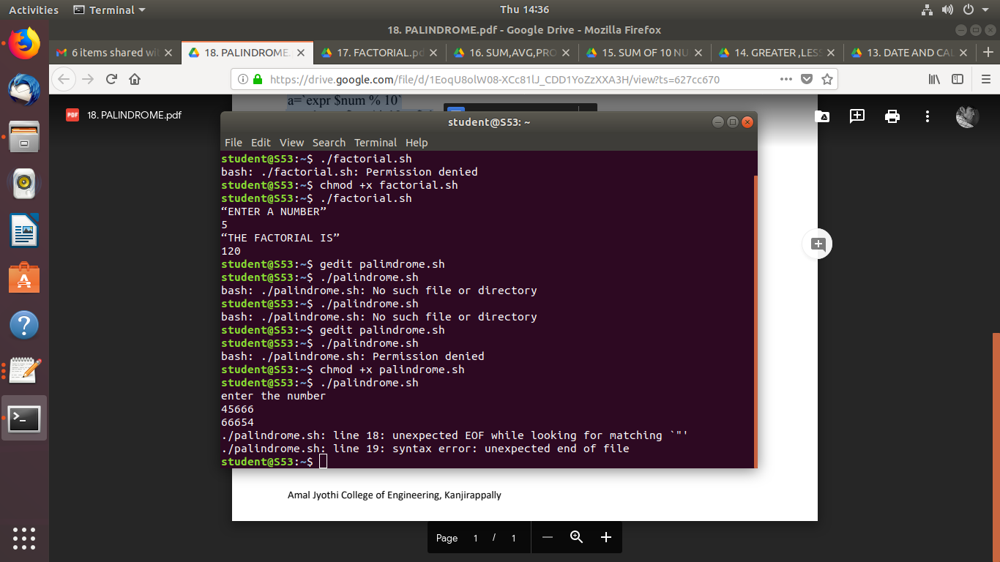 Activities Terminal Thu 14:36
18. PALINDROME.pdf - Google Drive - Mozilla Firefox
6 items shared wi 18. PALINDROME. 17. FACTORIAL.pd 16. SUM,AVG,PRO 15. SUM OF 10 NU 14. GREATER ,LES 13. DATE AND CAL
https://drive.google.com/file/d/1EoqU8olW08-XCc81lJ_CDD1YoZzXXA3H/view?ts=627cc670
a=`expr $num % 10`
PDF 18. PALINDROME.pdf
student@S53: ~
File Edit View Search Terminal Help
student@S53:~$ ./factorial.sh
bash: ./factorial.sh: Permission denied
student@S53:~$ chmod +x factorial.sh
student@S53:~$ ./factorial.sh
“ENTER A NUMBER”
5
“THE FACTORIAL IS”
120
student@S53:~$ gedit palimdrome.sh
student@S53:~$ ./palindrome.sh
bash: ./palindrome.sh: No such file or directory
student@S53:~$ ./palindrome.sh
bash: ./palindrome.sh: No such file or directory
student@S53:~$ gedit palindrome.sh
student@S53:~$ ./palindrome.sh
bash: ./palindrome.sh: Permission denied
student@S53:~$ chmod +x palindrome.sh
student@S53:~$ ./palindrome.sh
enter the number
45666
66654
./palindrome.sh: line 18: unexpected EOF while looking for matching `"'
./palindrome.sh: line 19: syntax error: unexpected end of file
student@S53:~$
Amal Jyothi College of Engineering, Kanjirappally
Page 1 / 1